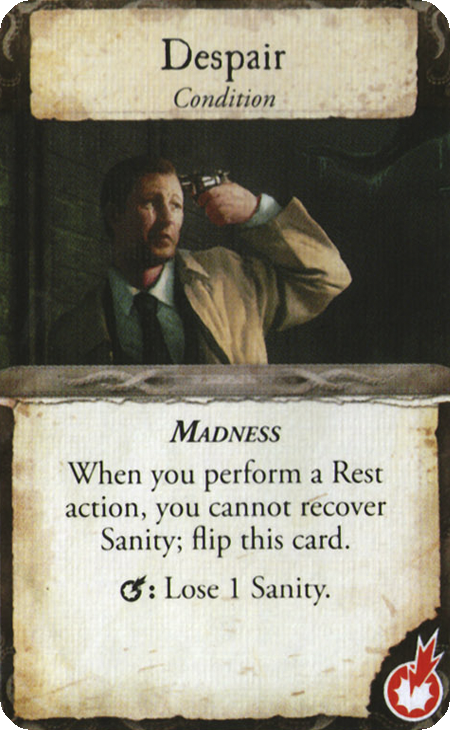 Despair
Condition
MADNESS
When you perform a Rest
action, you cannot recover
Sanity; flip this card.
: Lose 1 Sanity.